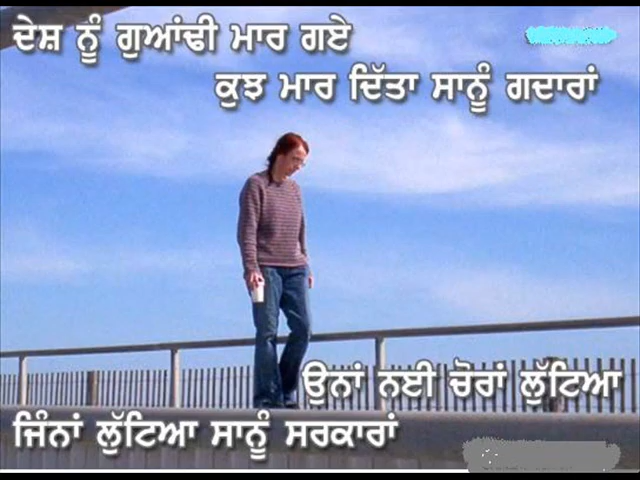 ਦੇਸ਼ ਨੂੰ ਗੁਆਂਢੀ ਮਾਰ ਗਏ
ਕੁਝ ਮਾਰ ਦਿੱਤਾ ਸਾਨੂੰ ਗਦਾਰਾਂ
ਉਨਾਂ ਨਈ ਚੋਰਾਂ ਲੁੱਟਿਆ
ਜਿੰਨਾਂ ਲੁੱਟਿਆ ਸਾਨੂੰ ਸਰਕਾਰਾਂ